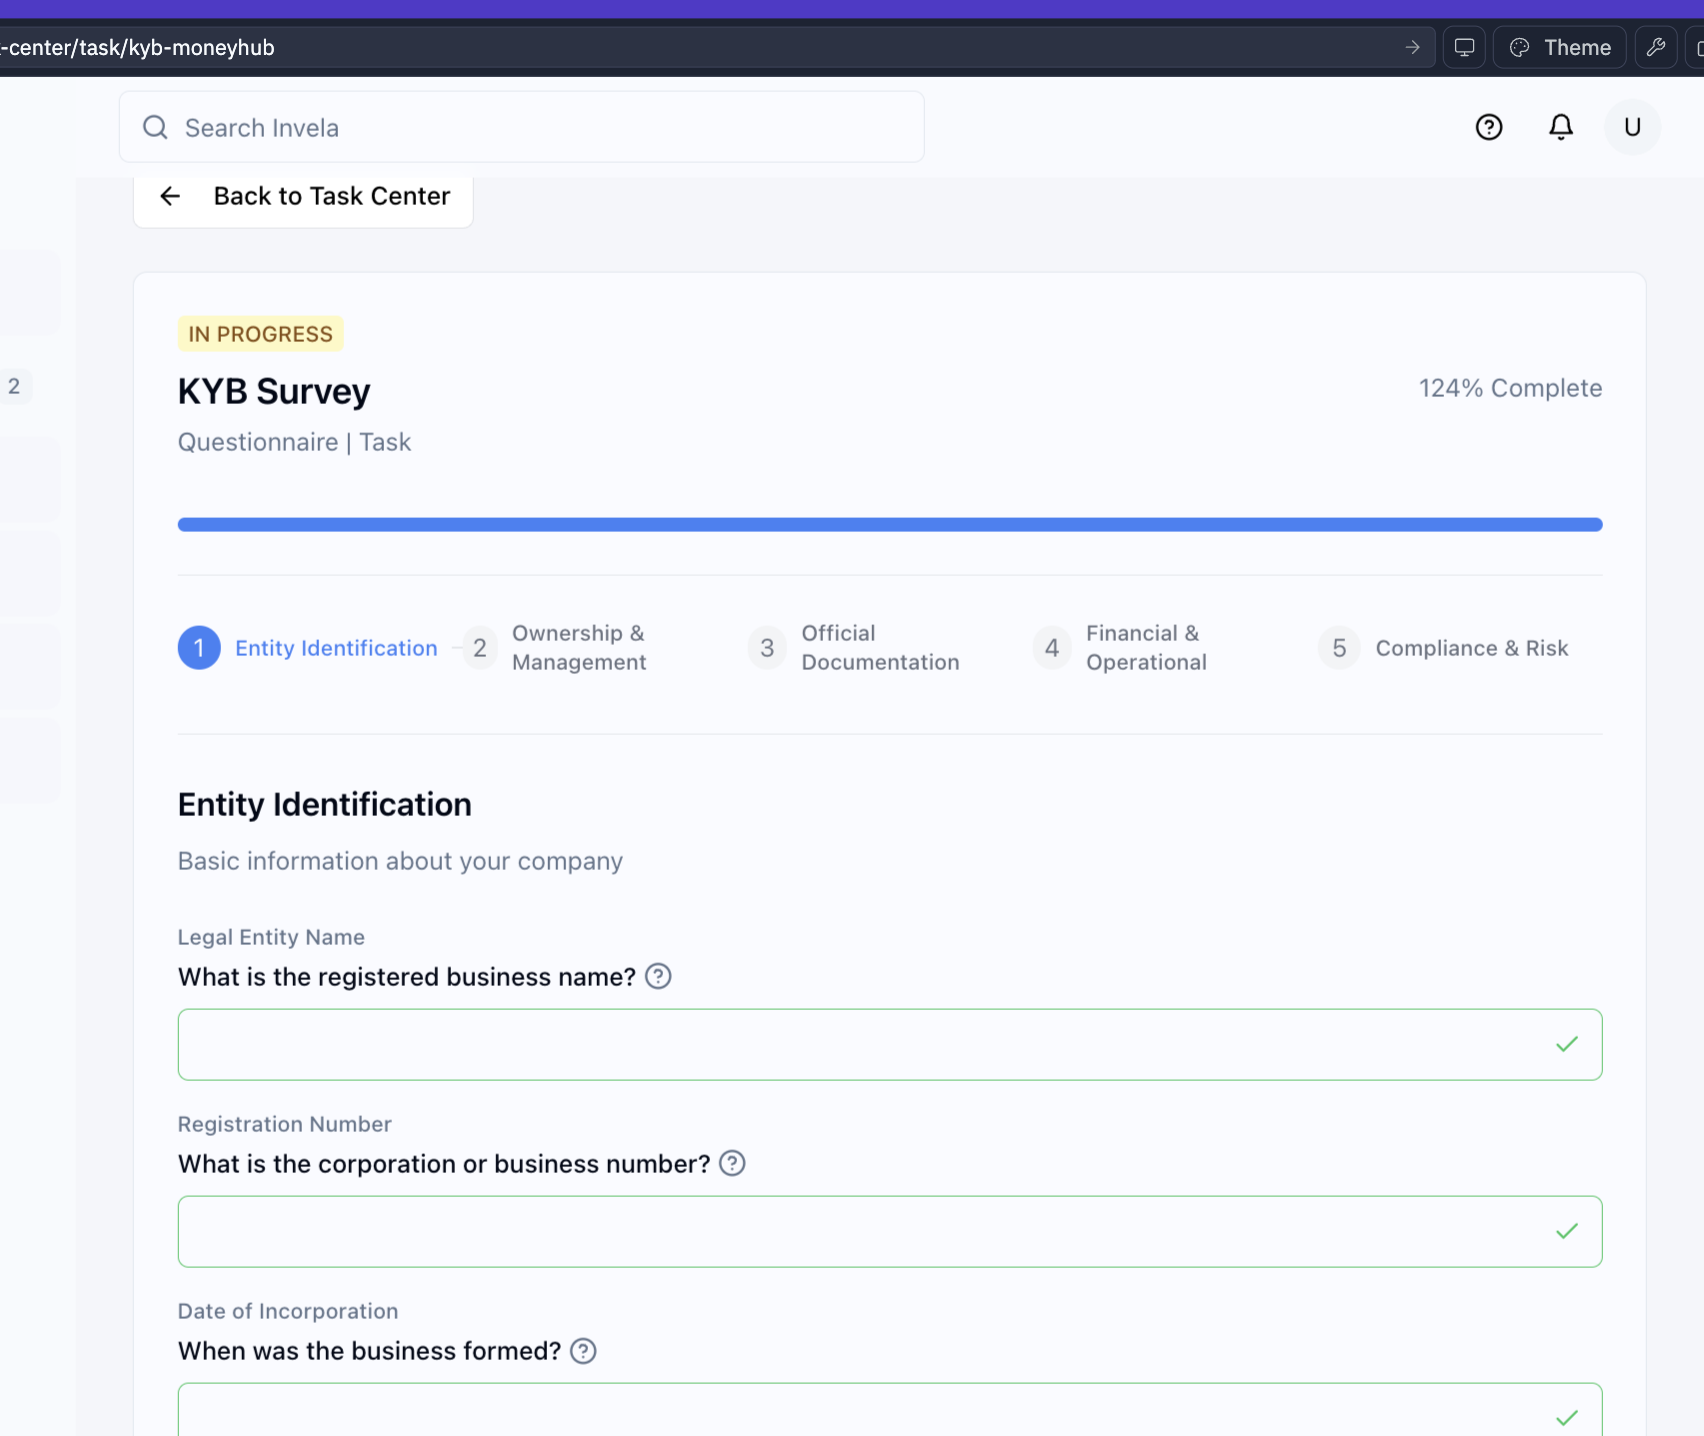 -center/task/kyb-moneyhub
Theme
Search Invela
U
Back to Task Center
2
IN PROGRESS
KYB Survey
124% Complete
Questionnaire | Task
1 Entity Identification
2 Ownership &
Management
3 Official
Documentation
4 Financial &
Operational
5 Compliance & Risk
Entity Identification
Basic information about your company
Legal Entity Name
What is the registered business name?
Registration Number
What is the corporation or business number?
Date of Incorporation
When was the business formed?